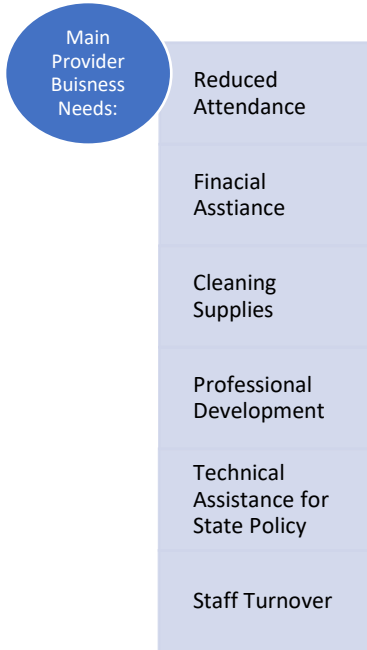 Main
Provider
Buisness
Needs:
Reduced
Attendance
Finacial
Asstiance
Cleaning
Supplies
Professional
Development
Technical
Assistance for
State Policy
Staff Turnover